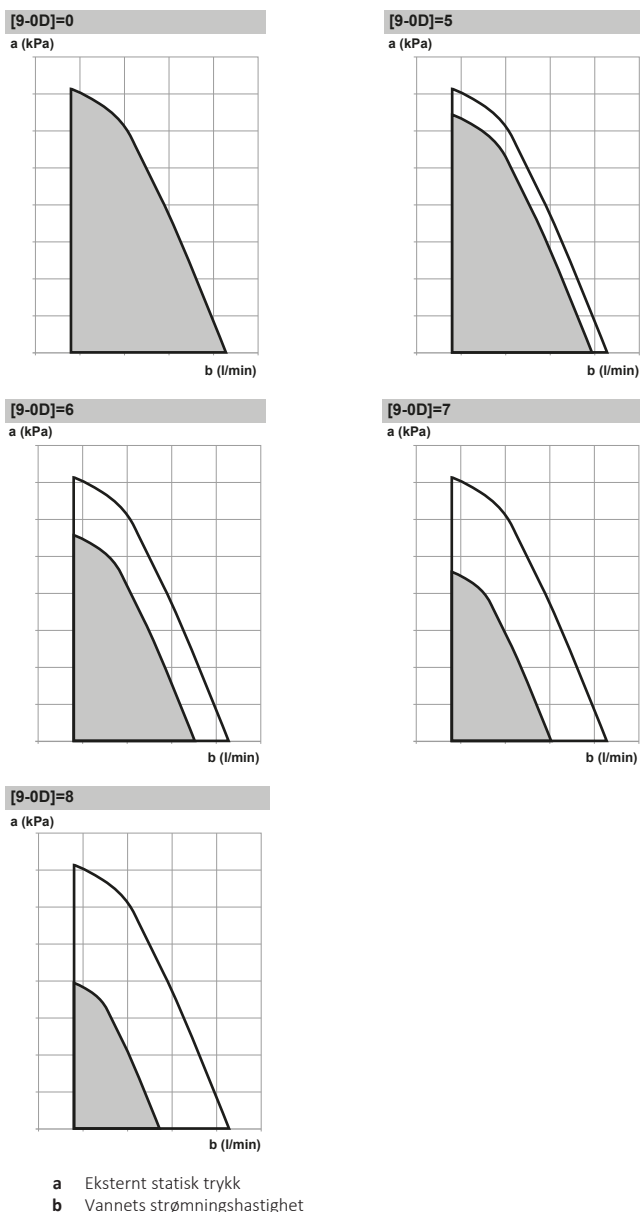 [9-0D]=0
a (kPa)
b (l/min)
[9-0D]=5
a (kPa)
b (l/min)
[9-0D]=6
a (kPa)
b (l/min)
[9-0D]=7
a (kPa)
b (l/min)
[9-0D]=8
a (kPa)
b (l/min)
a Eksternt statisk trykk
b Vannets strømningshastighet